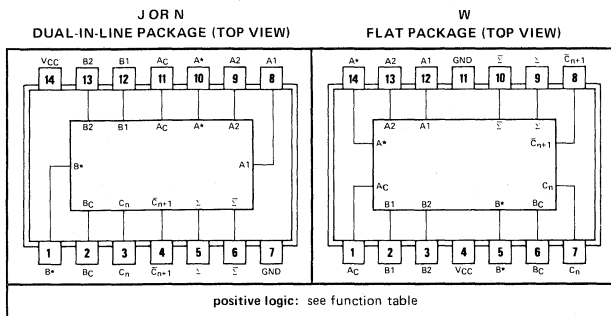 J OR N
DUAL-IN-LINE PACKAGE (TOP VIEW)
VCC B2 B1 AC A* A2 A1
14 13 12 11 10 9 8
B2 B1 AC A* A2
B* A1
BC Cn C̅n+1 Σ Σ̅
1 2 3 4 5 6 7
B* BC Cn C̅n+1 Σ Σ̅ GND
W
FLAT PACKAGE (TOP VIEW)
A* A2 A1 GND Σ̅ Σ C̅n+1
14 13 12 11 10 9 8
A2 A1 Σ̅ Σ
A* C̅n+1
AC Cn
B1 B2 B* BC
1 2 3 4 5 6 7
AC B1 B2 VCC B* BC Cn
positive logic: see function table